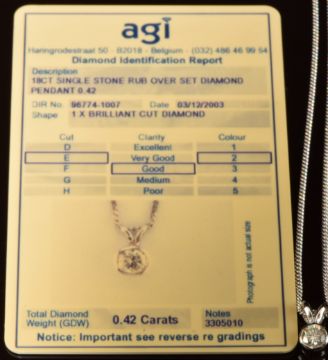 agi
Haringrodestraat 50 - B2018 - Belgium - (032) 486 46 99 54
Diamond Identification Report
Description
18CT SINGLE STONE RUB OVER SET DIAMOND
PENDANT 0.42
DIR No 96774-1007 Date 03/12/2003
Shape 1 X BRILLIANT CUT DIAMOND
Cut Clarity Colour
D Excellent 1
E Very Good 2
F Good 3
G Medium 4
H Poor 5
Photograph is not actual size
Total Diamond Weight (GDW) 0.42 Carats Notes 3305010
Notice: Important see reverse re gradings